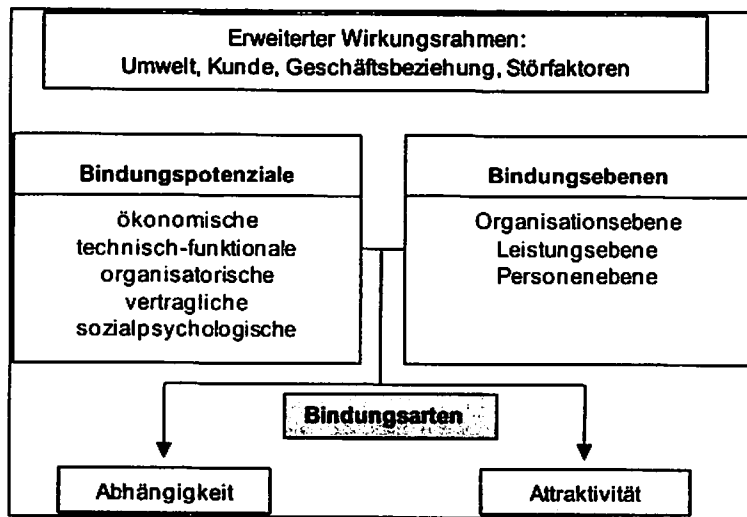 Erweiterter Wirkungsrahmen:
Umwelt, Kunde, Geschäftsbeziehung, Störfaktoren
Bindungspotenziale
ökonomische
technisch-funktionale
organisatorische
vertragliche
sozialpsychologische
Bindungsebenen
Organisationsebene
Leistungsebene
Personenebene
Bindungsarten
Abhängigkeit
Attraktivität